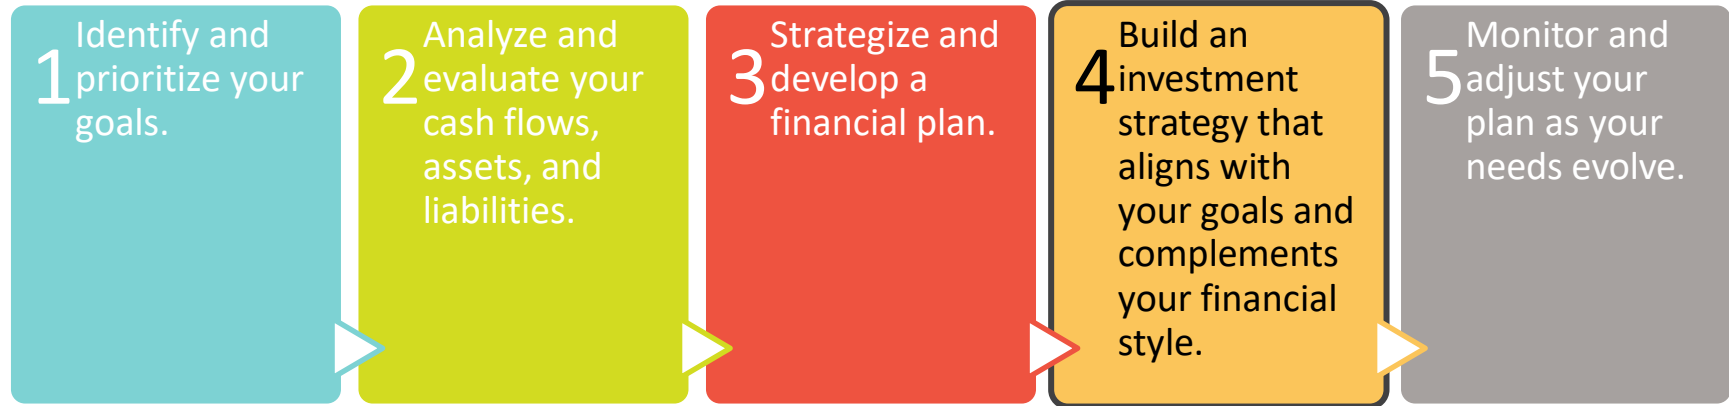 1
Identify and
prioritize your
goals.
2
Analyze and
evaluate your
cash flows,
assets, and
liabilities.
3
Strategize and
develop a
financial plan.
4
Build an
investment
strategy that
aligns with
your goals and
complements
your financial
style.
5
Monitor and
adjust your
plan as your
needs evolve.